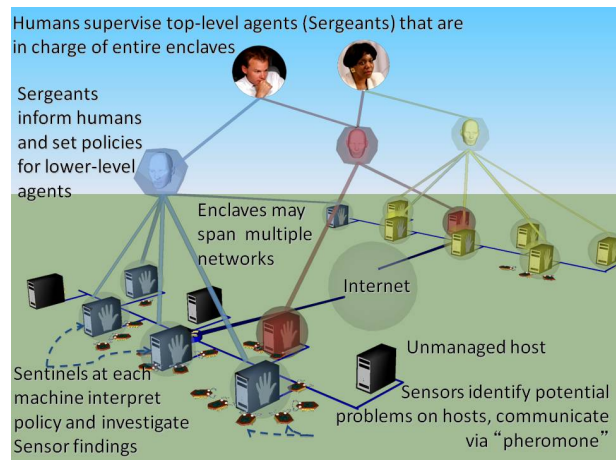 Humans supervise top-level agents (Sergeants) that are
in charge of entire enclaves
Sergeants
inform humans
and set policies
for lower-level
agents
Enclaves may
span multiple
networks
Internet
Unmanaged host
Sentinels at each
machine interpret
policy and investigate
Sensor findings
Sensors identify potential
problems on hosts, communicate
via “pheromone”